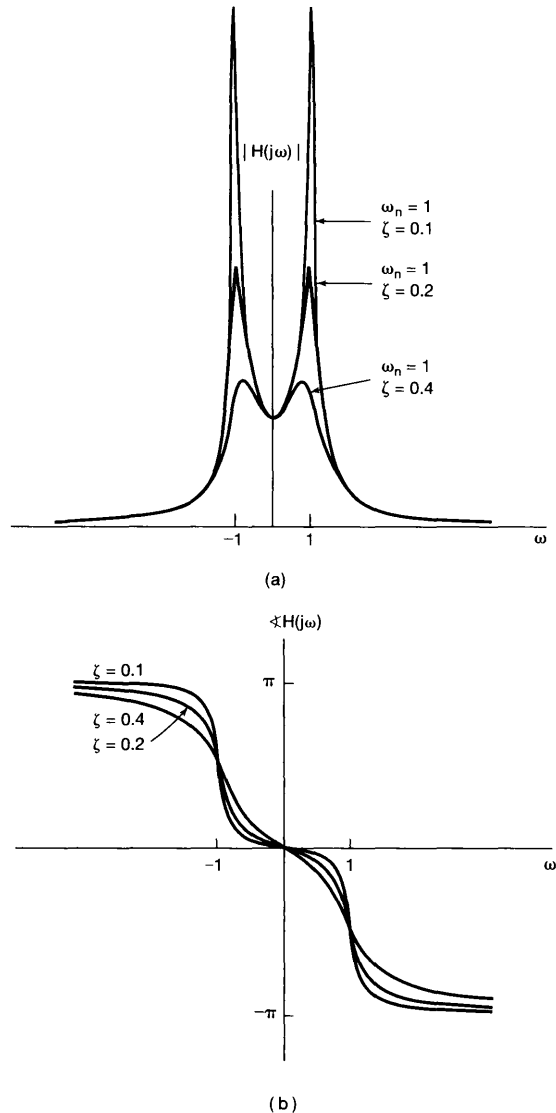 | H(jω) |
ωₙ = 1
ζ = 0.1
ωₙ = 1
ζ = 0.2
ωₙ = 1
ζ = 0.4
−1
1
ω
(a)
∢H(jω)
π
ζ = 0.1
ζ = 0.4
ζ = 0.2
−1
1
ω
−π
(b)